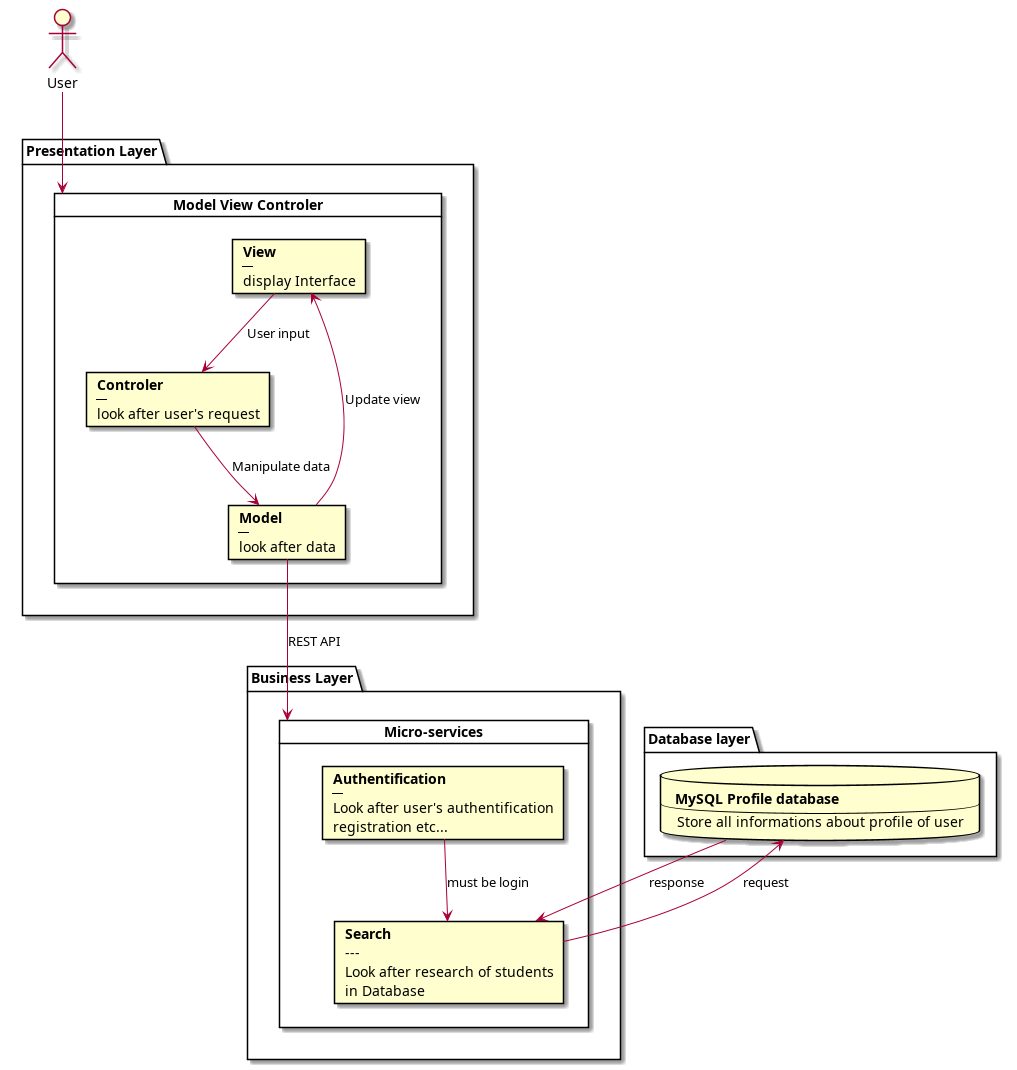 User
Presentation Layer
Model View Controler
View
—
display Interface
User input
Controler
—
look after user's request
Update view
Manipulate data
Model
—
look after data
REST API
Business Layer
Micro-services
Authentification
—
Look after user's authentification
registration etc...
Database layer
MySQL Profile database
Store all informations about profile of user
must be login
response
request
Search
---
Look after research of students
in Database